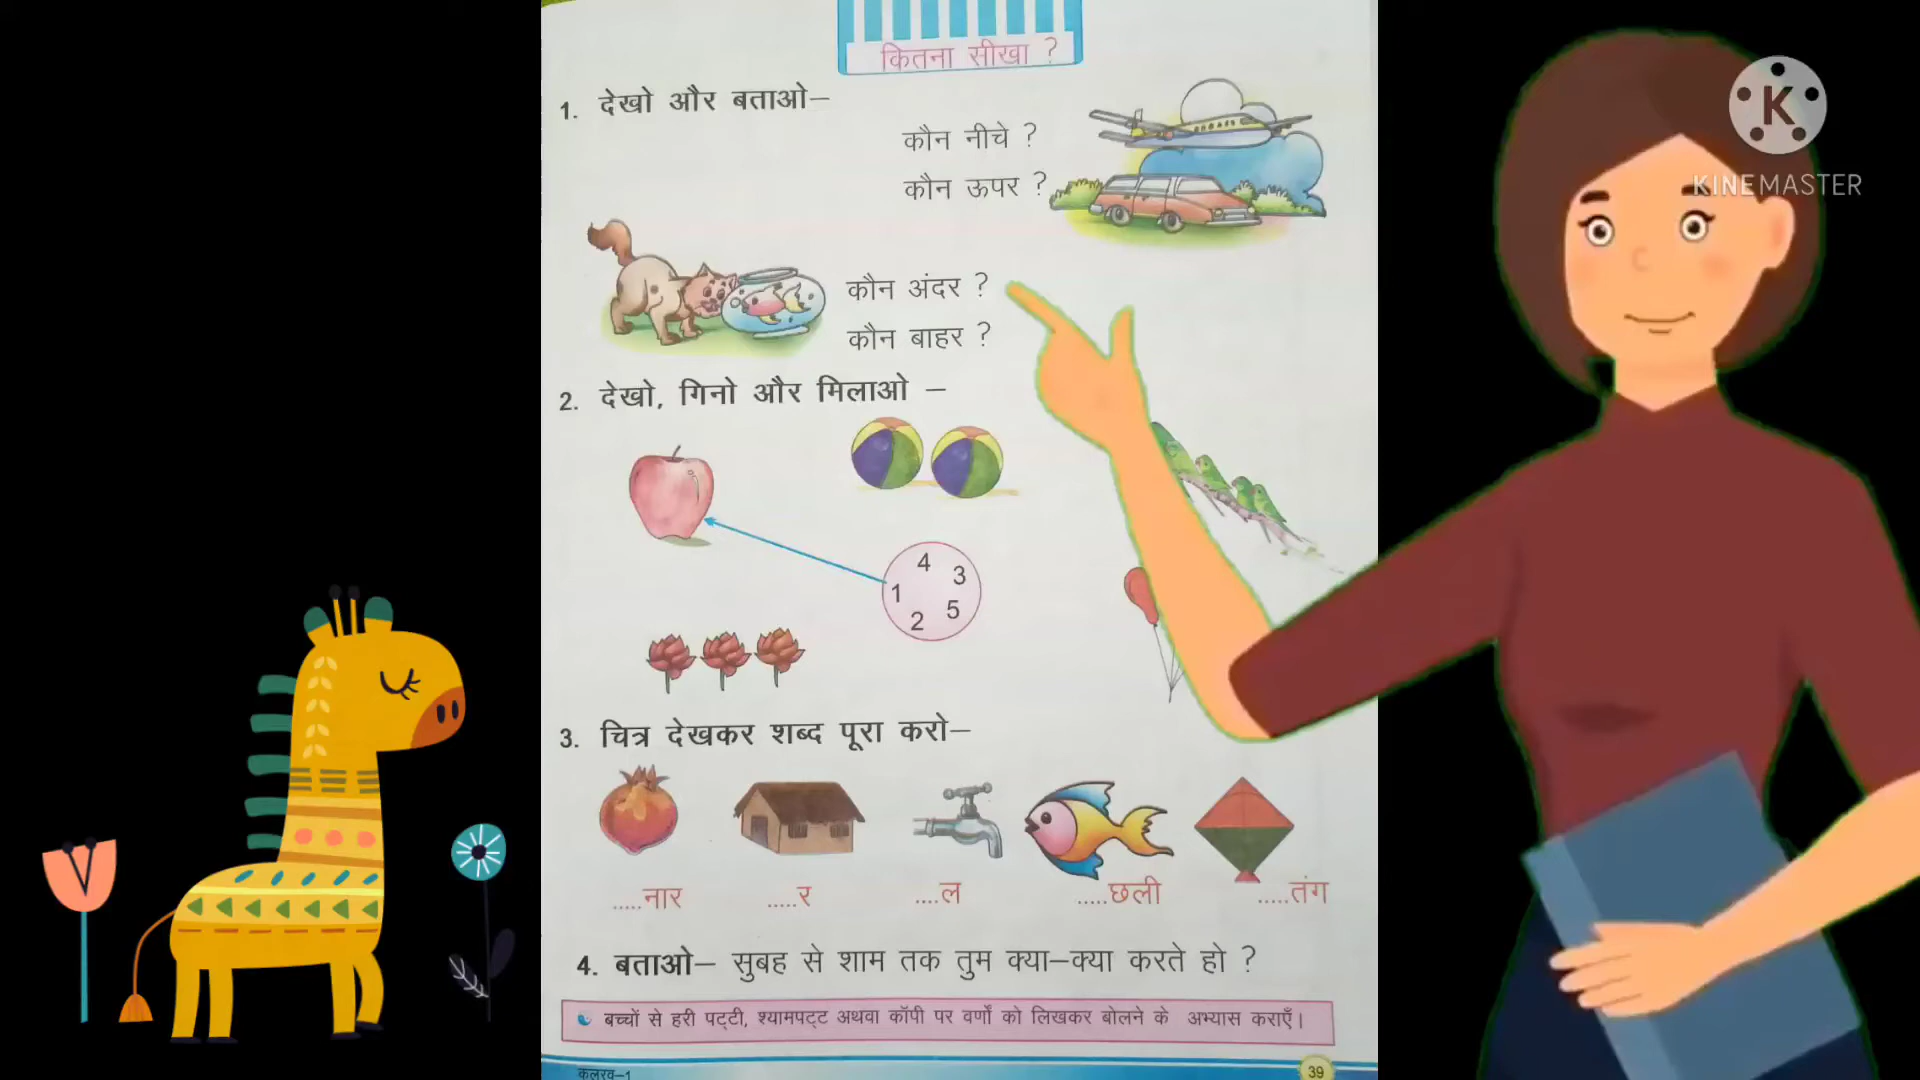 कितना सीखा ?
1. देखो और बताओ–
कौन नीचे ?
कौन ऊपर ?
कौन अंदर ?
कौन बाहर ?
2. देखो, गिनो और मिलाओ –
4
3
1
5
2
3. चित्र देखकर शब्द पूरा करो–
.....नार .....र ....ल .....छली .....तंग
4. बताओ– सुबह से शाम तक तुम क्या–क्या करते हो ?
बच्चों से हरी पट्टी, श्यामपट्ट अथवा कॉपी पर वर्णों को लिखकर बोलने के अभ्यास कराएँ।
कलरव–1
39
K
KINEMASTER